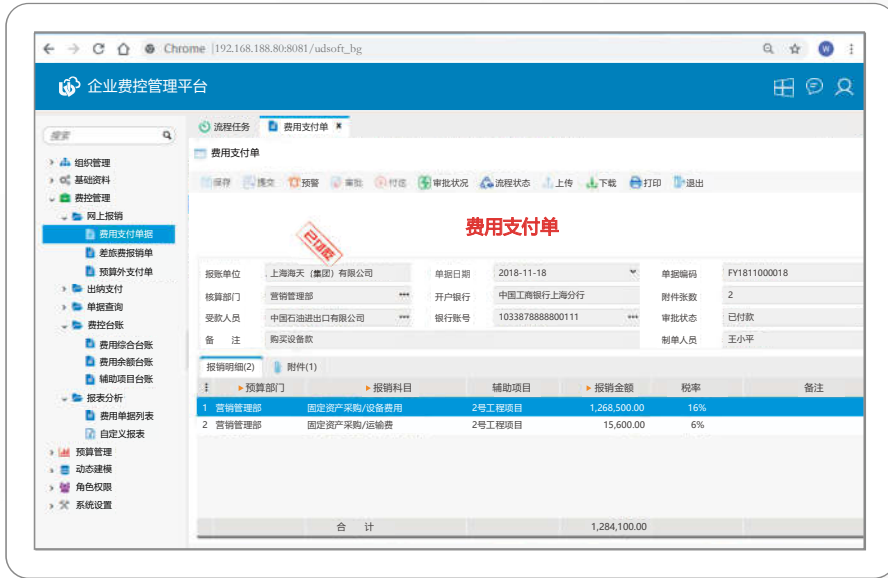 Chrome |192.168.188.80:8081/udsoft_bg
W
企业费控管理平台
搜索
流程任务
费用支付单
组织管理
基础资料
费控管理
网上报销
费用支付单据
差旅费报销单
预算外支付单
出纳支付
单据查询
费控台账
费用综合台账
费用余额台账
辅助项目台账
报表分析
费用单据列表
自定义报表
预算管理
动态建模
角色权限
系统设置
费用支付单
保存 提交 预警 审批 付店 审批状况 流程状态 上传 下载 打印 退出
费用支付单
报账单位 上海海天(集团)有限公司 单据日期 2018-11-18 单据编码 FY1811000018
核算部门 营销管理部 开户银行 中国工商银行上海分行 附件张数 2
受款人员 中国石油进出口有限公司 银行账号 1033878888800111 审批状态 已付款
备 注 购买设备款 制单人员 王小平
报销明细(2) 附件(1)
预算部门 报销科目 辅助项目 报销金额 税率 备注
1 营销管理部 固定资产采购/设备费用 2号工程项目 1,268,500.00 16%
2 营销管理部 固定资产采购/运输费 2号工程项目 15,600.00 6%
合 计 1,284,100.00